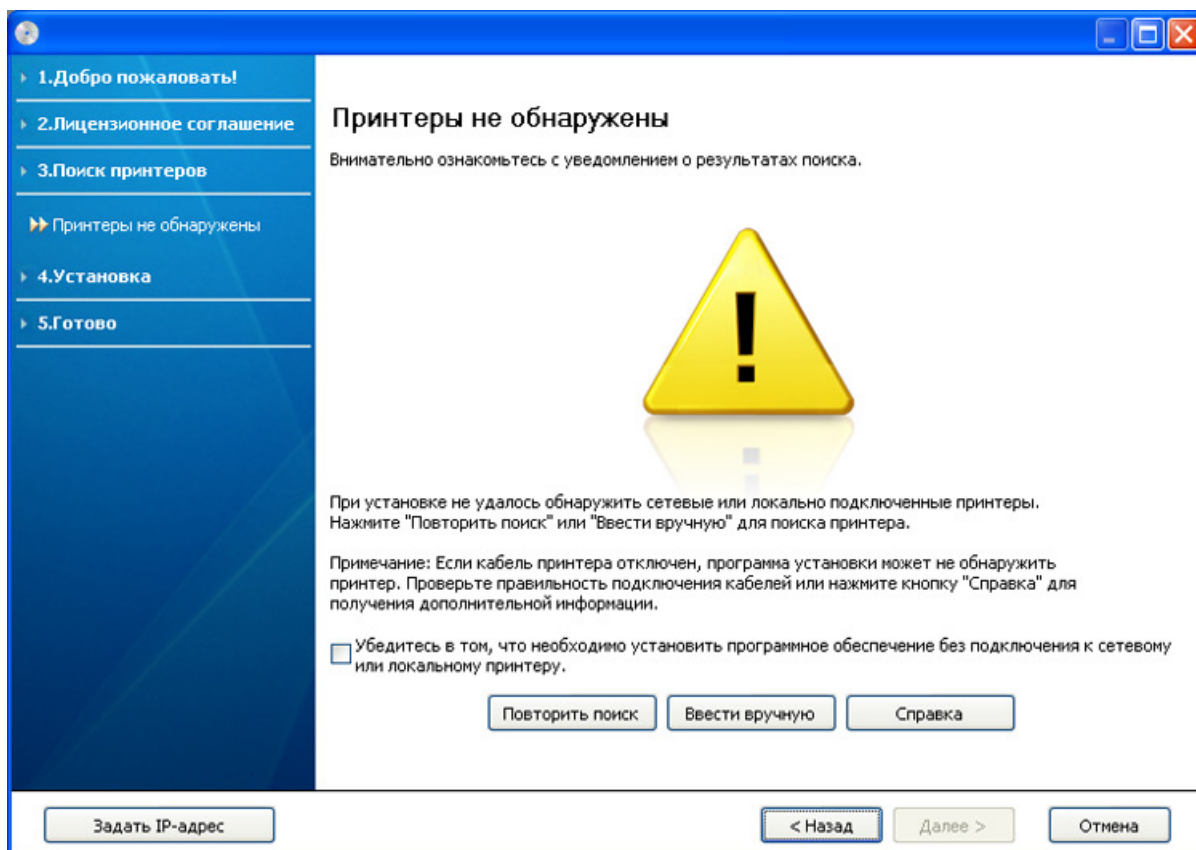 1.Добро пожаловать!
2.Лицензионное соглашение
3.Поиск принтеров
Принтеры не обнаружены
4.Установка
5.Готово
Принтеры не обнаружены
Внимательно ознакомьтесь с уведомлением о результатах поиска.
При установке не удалось обнаружить сетевые или локально подключенные принтеры.
Нажмите "Повторить поиск" или "Ввести вручную" для поиска принтера.
Примечание: Если кабель принтера отключен, программа установки может не обнаружить
принтер. Проверьте правильность подключения кабелей или нажмите кнопку "Справка" для
получения дополнительной информации.
Убедитесь в том, что необходимо установить программное обеспечение без подключения к сетевому
или локальному принтеру.
Повторить поиск
Ввести вручную
Справка
Задать IP-адрес
< Назад
Далее >
Отмена